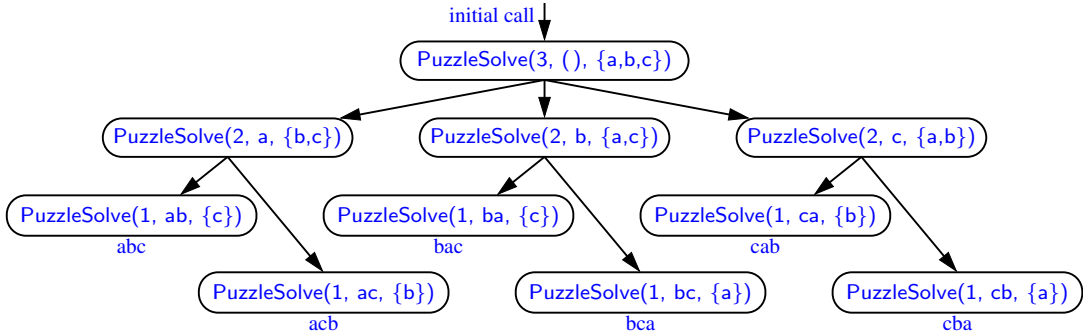 initial call
PuzzleSolve(3, ( ), {a,b,c})
PuzzleSolve(2, a, {b,c})
PuzzleSolve(2, b, {a,c})
PuzzleSolve(2, c, {a,b})
PuzzleSolve(1, ab, {c})
PuzzleSolve(1, ba, {c})
PuzzleSolve(1, ca, {b})
abc
bac
cab
PuzzleSolve(1, ac, {b})
PuzzleSolve(1, bc, {a})
PuzzleSolve(1, cb, {a})
acb
bca
cba